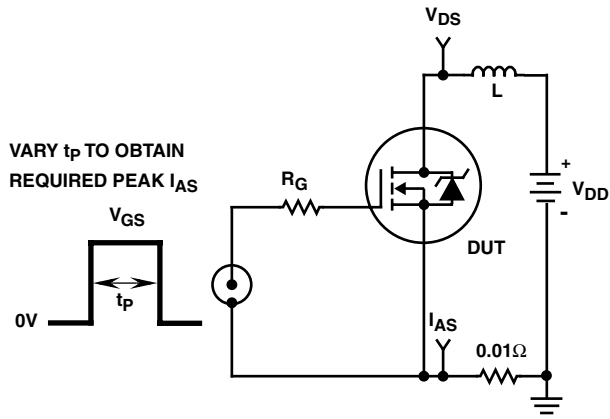 VDS
L
VARY tP TO OBTAIN
REQUIRED PEAK IAS
RG
+
VDD
-
VGS
DUT
tP
0V
IAS
0.01Ω